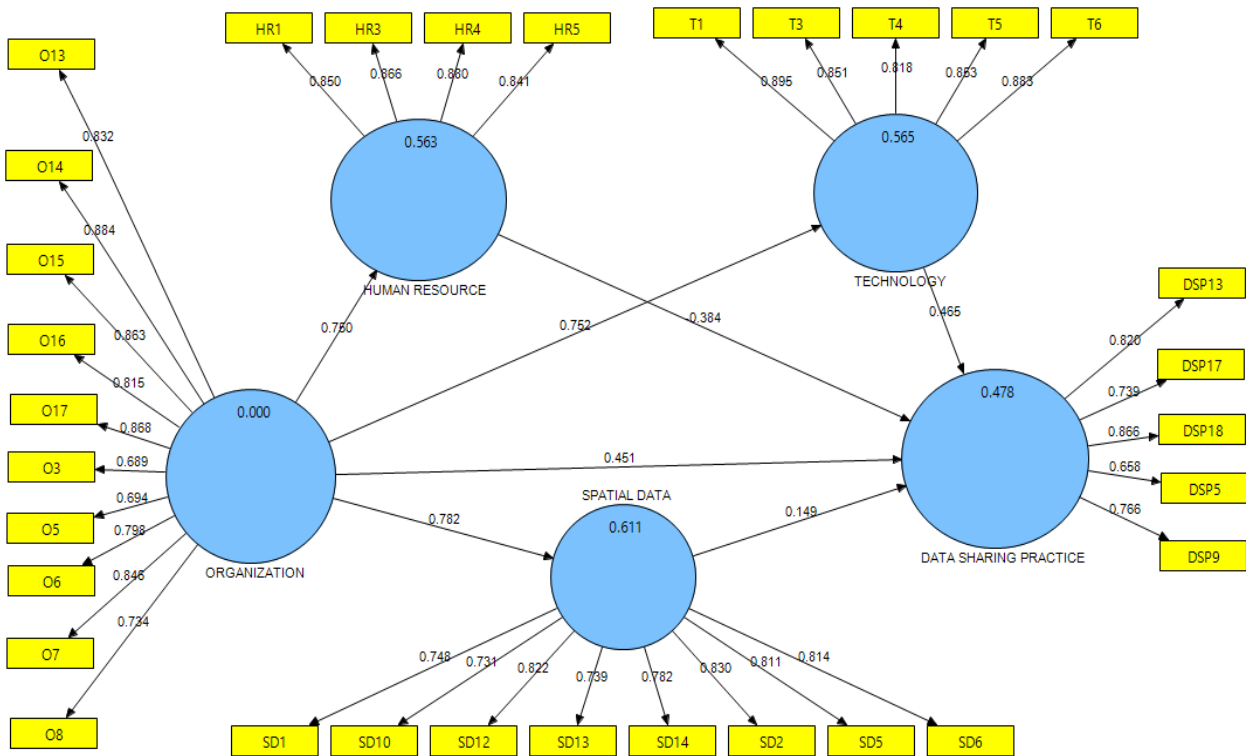 HR1
HR3
HR4
HR5
T1
T3
T4
T5
T6
O13
0.850
0.866
0.880
0.841
0.895
0.851
0.818
0.853
0.883
0.832
0.563
0.565
O14
0.884
O15
HUMAN RESOURCE
TECHNOLOGY
DSP13
0.750
0.752
-0.384
0.465
0.820
O16
0.863
0.815
DSP17
0.739
O17
0.868
0.000
0.478
DSP18
0.866
O3
0.689
0.451
0.658
DSP5
0.694
SPATIAL DATA
O5
0.798
0.782
0.611
0.149
0.766
DSP9
O6
ORGANIZATION
DATA SHARING PRACTICE
0.846
0.734
O7
0.748
0.731
0.822
0.739
0.782
0.830
0.811
0.814
O8
SD1
SD10
SD12
SD13
SD14
SD2
SD5
SD6